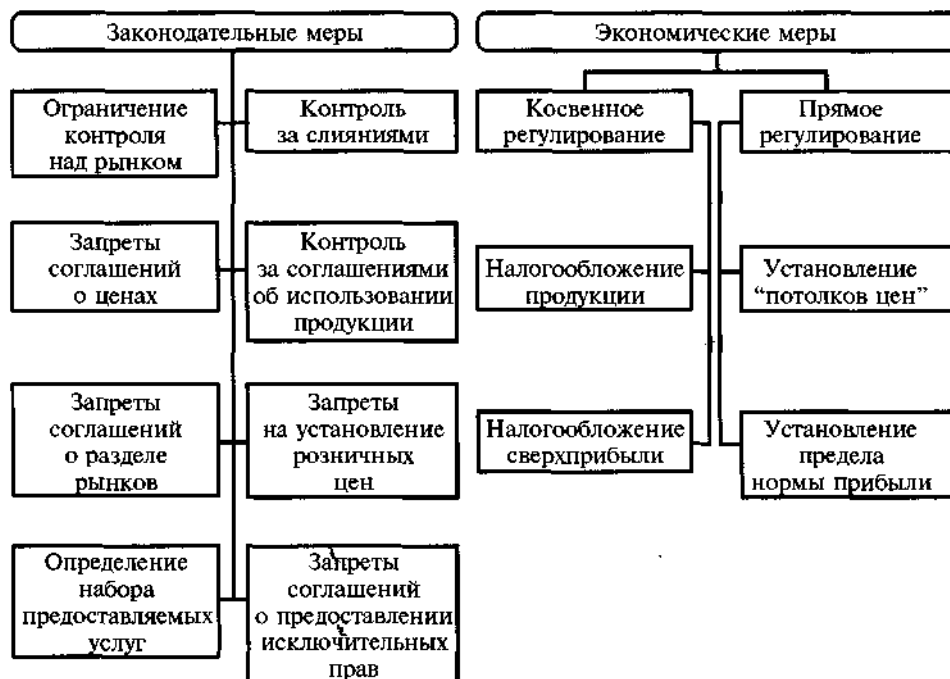 Законодательные меры
Ограничение
контроля
над рынком
Контроль
за слияниями
Запреты
соглашений
о ценах
Контроль
за соглашениями
об использовании
продукции
Запреты
соглашений
о разделе
рынков
Запреты
на установление
розничных
цен
Определение
набора
предоставляемых
услуг
Запреты
соглашений
о предоставлении
исключительных
прав
Экономические меры
Косвенное
регулирование
Прямое
регулирование
Налогообложение
продукции
Установление
“потолков цен”
Налогообложение
сверхприбыли
Установление
предела
нормы прибыли